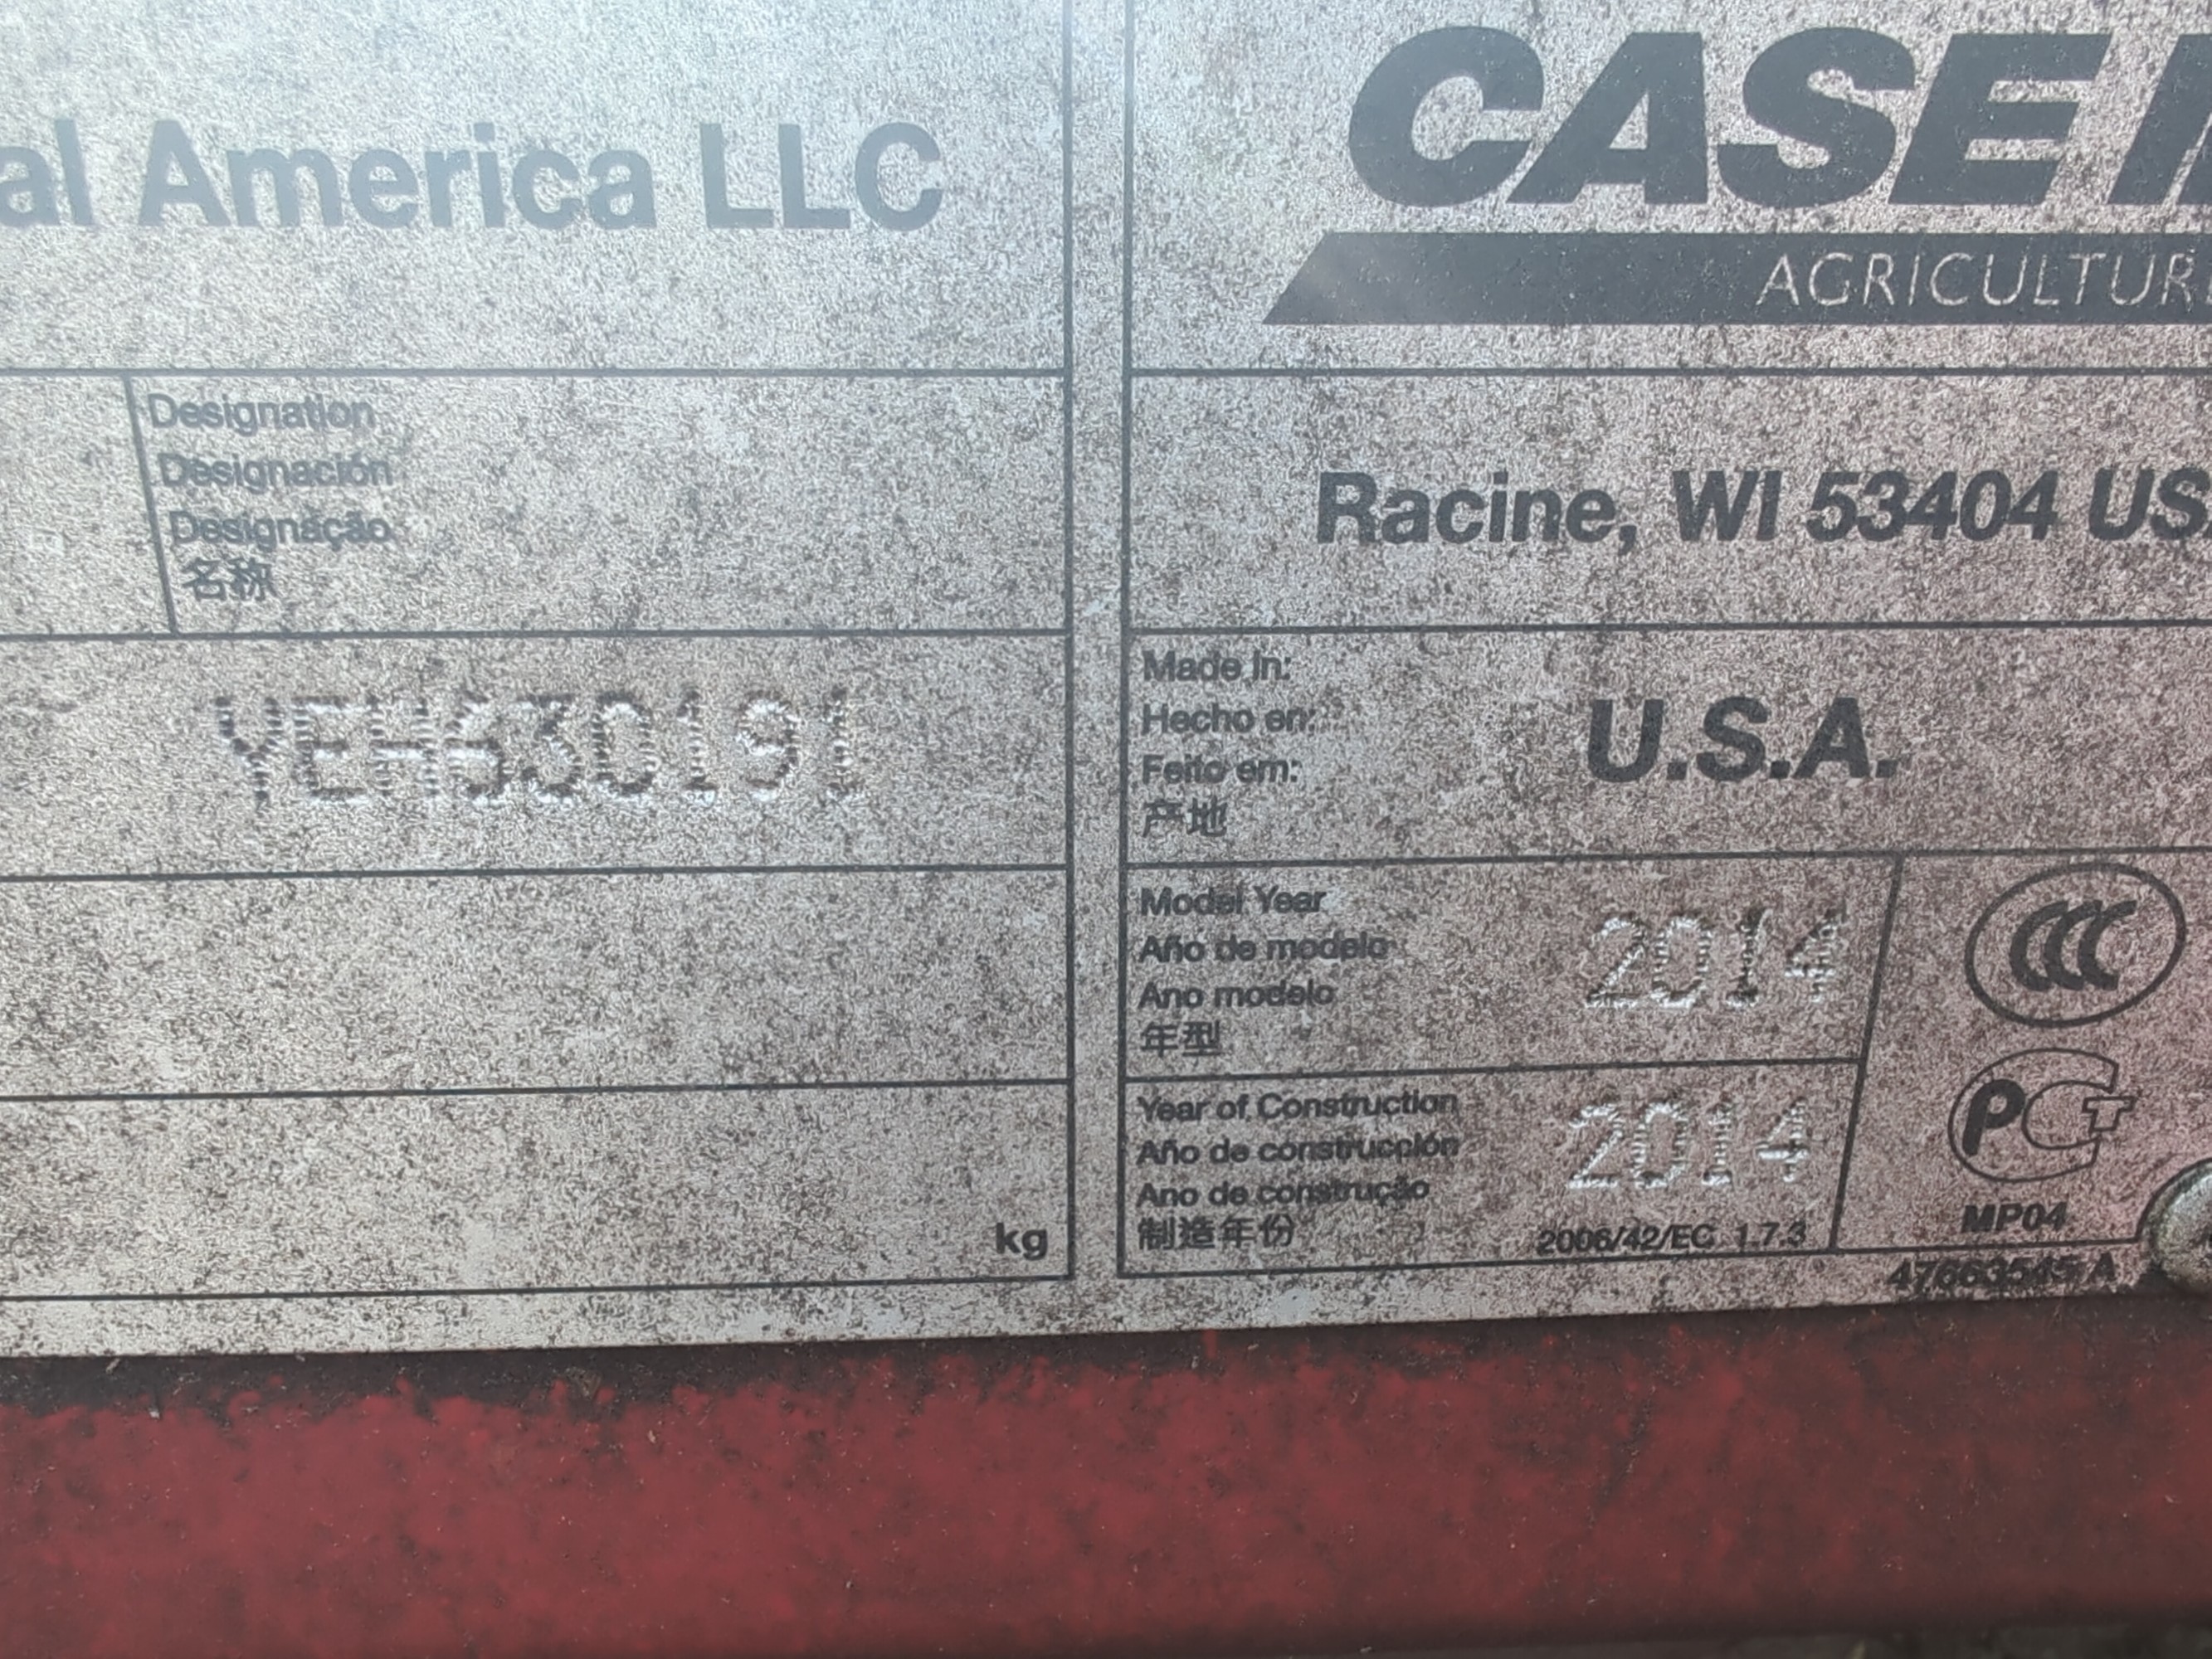 al America LLC
CASE I
AGRICULTUR
Designation
Designación
Designação
名称
Racine, WI 53404 US
YEH630191
Made in:
Hecho en:
Feito em:
产地
U.S.A.
Model Year
Año de modelo
Ano modelo
年型
2014
CCC
Year of Construction
Año de construcción
Ano de construção
制造年份
2014
2006/42/EC 1.7.3
kg
PCT
MP04